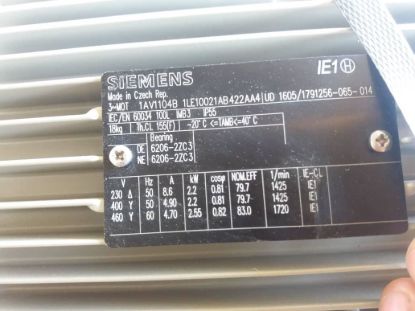 SIEMENS IE1 H
Made in Czech Rep.
3~MOT 1AV1104B 1LE10021AB422AA4 UD 1605/1791256-065-014
IEC/EN 60034 100L IMB3 IP55
18kg Th.CL 155(F) -20°C <=TAMB<=40°C
Bearing
DE 6206-2ZC3
NE 6206-2ZC3
V Hz A kW cosφ NOM.EFF 1/min IE-CL
230 Δ 50 8.6 2.2 0.81 79.7 1425 IE1
400 Y 50 4.90 2.2 0.81 79.7 1425 IE1
460 Y 60 4.70 2.55 0.82 83.0 1720 IE1